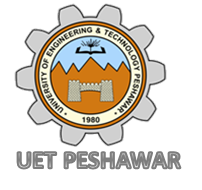 UNIVERSITY OF ENGINEERING & TECHNOLOGY PESHAWAR
1980
UET PESHAWAR